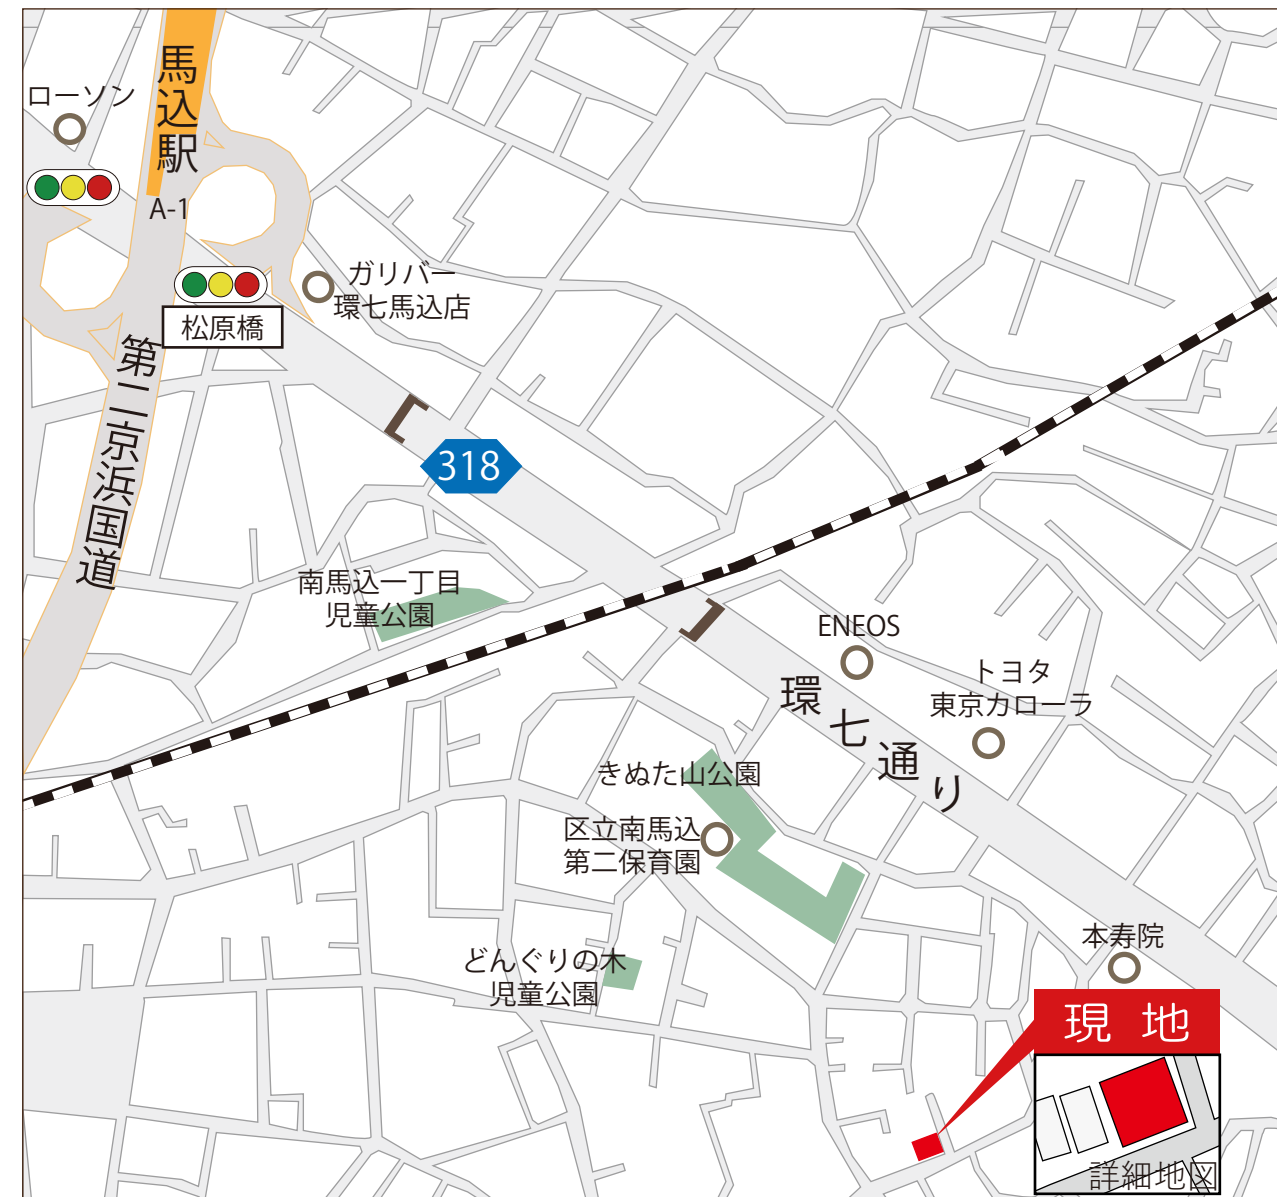 馬込駅
ローソン
A-1
ガリバー
環七馬込店
松原橋
第二京浜国道
318
南馬込一丁目
児童公園
ENEOS
トヨタ
東京カローラ
環七通り
きぬた山公園
区立南馬込
第二保育園
本寿院
どんぐりの木
児童公園
現地
詳細地図